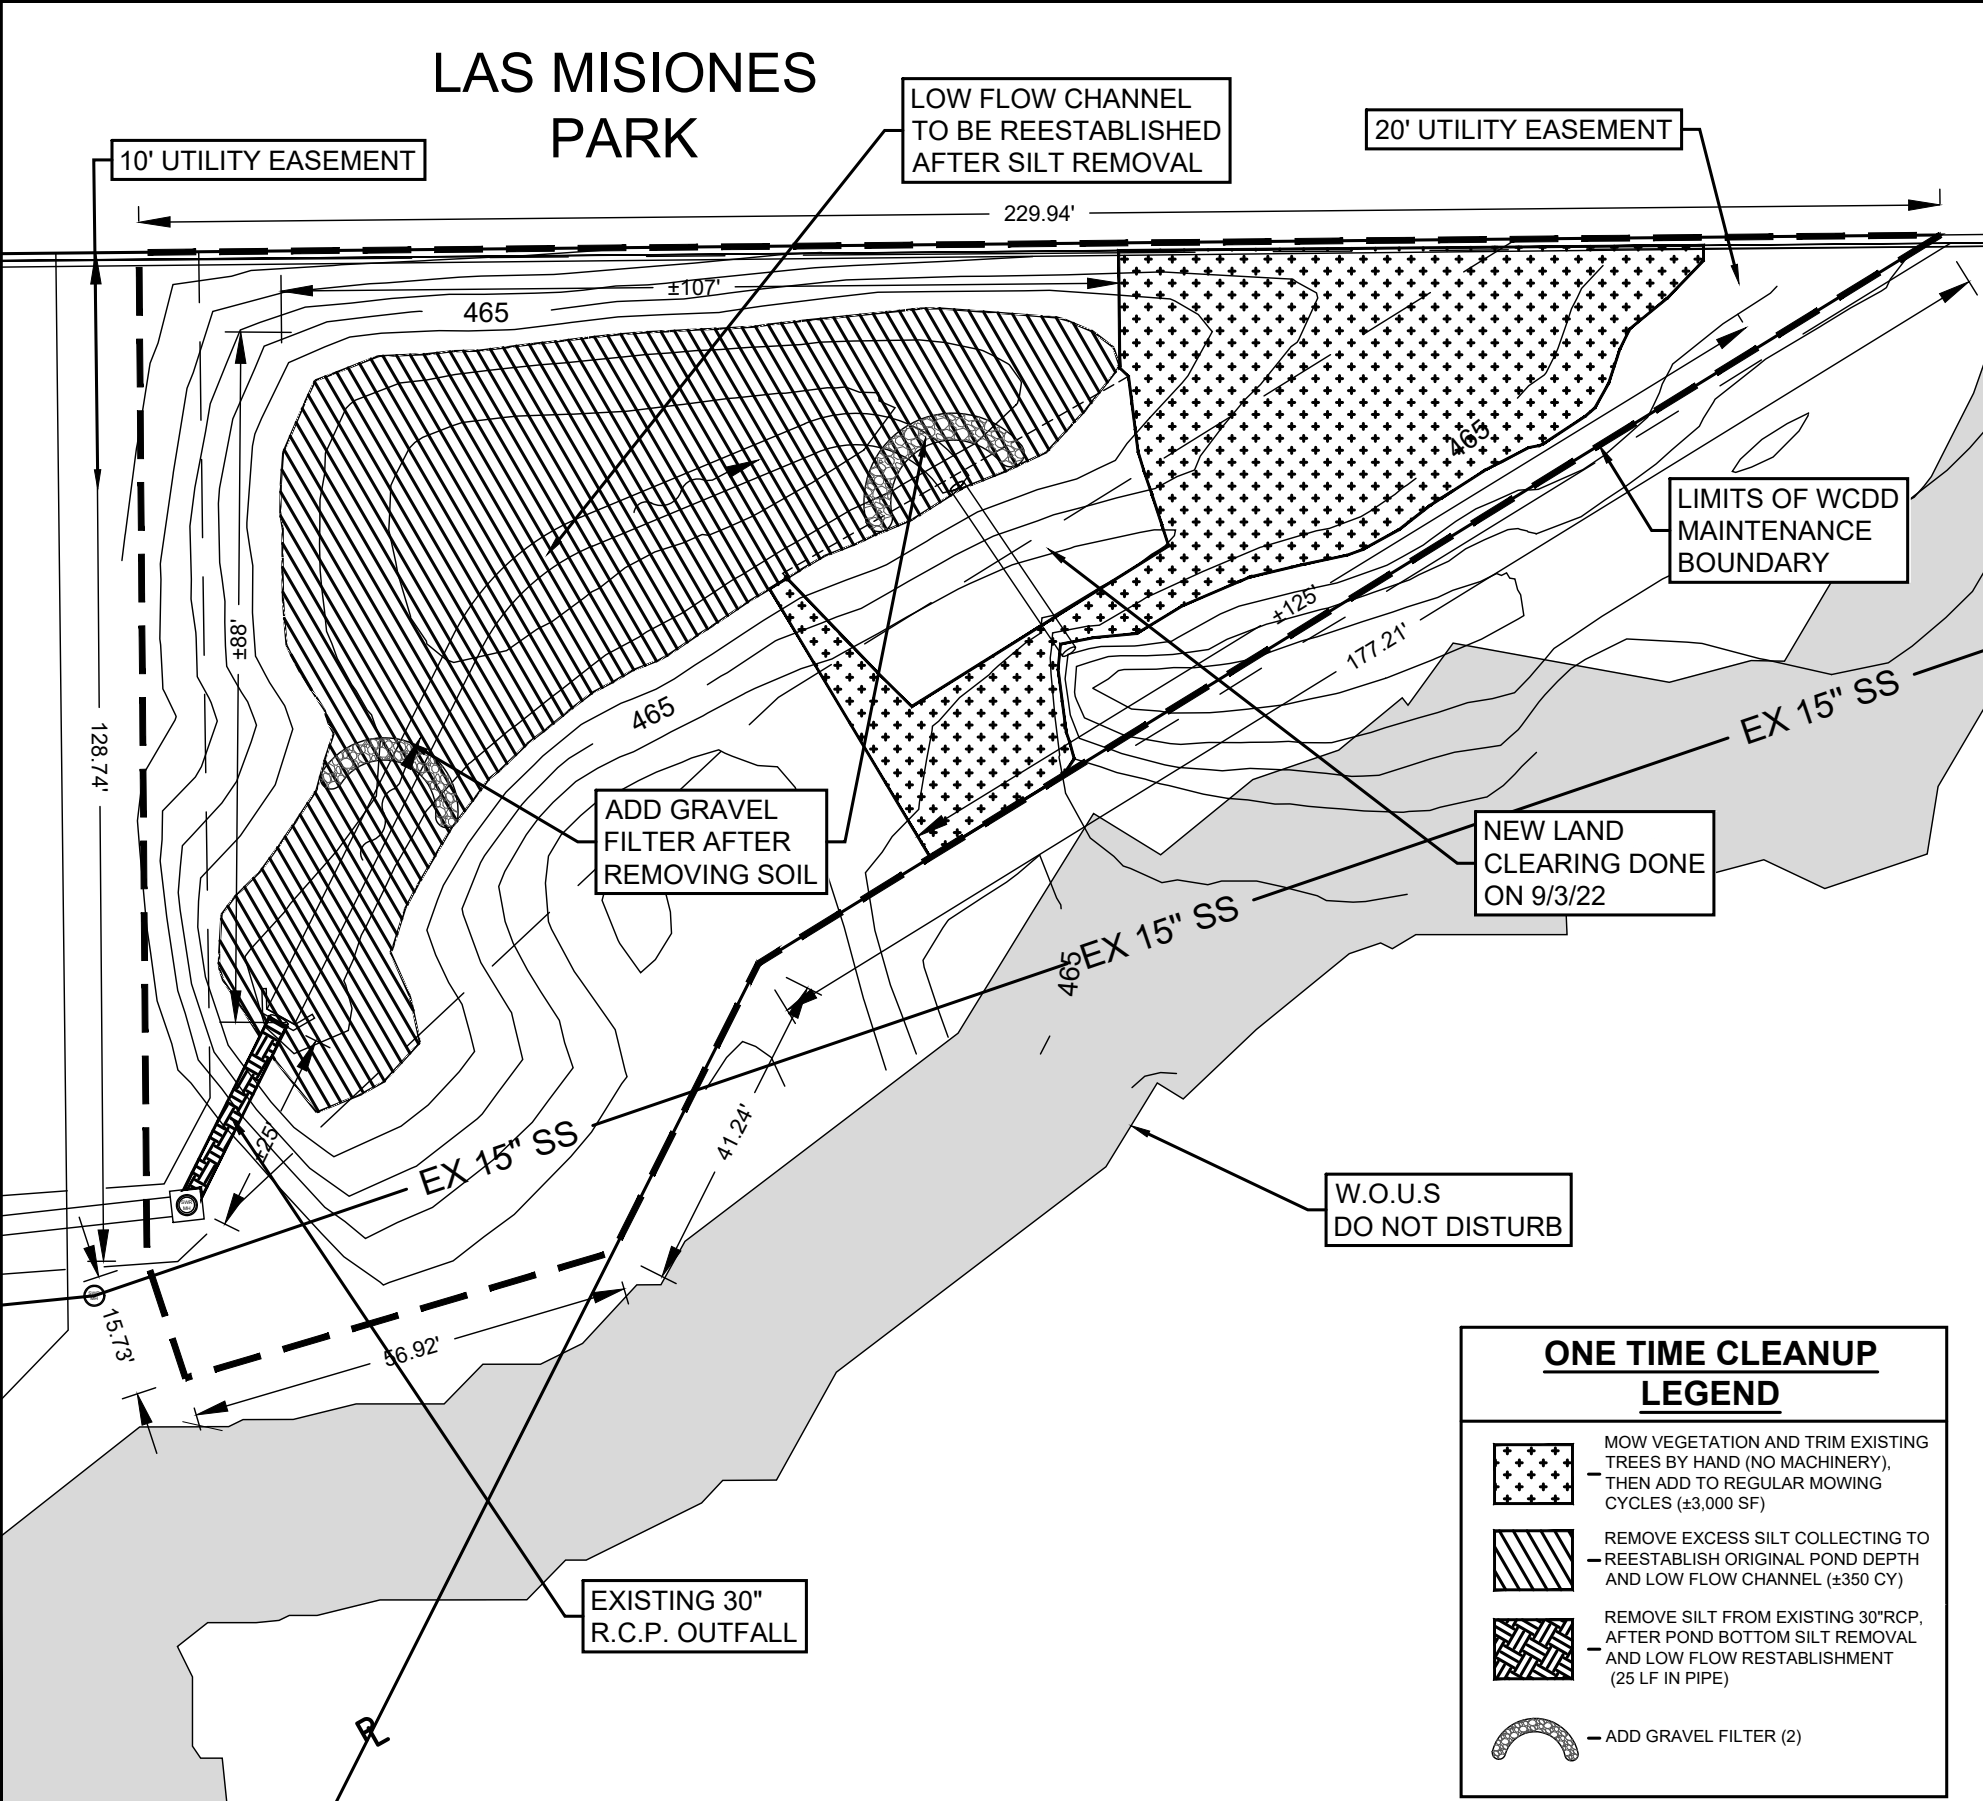 LAS MISIONES
PARK
10' UTILITY EASEMENT
LOW FLOW CHANNEL
TO BE REESTABLISHED
AFTER SILT REMOVAL
20' UTILITY EASEMENT
229.94'
±107'
465
465
LIMITS OF WCDD
MAINTENANCE
BOUNDARY
±88'
±125'
177.21'
465
EX 15" SS
128.74'
ADD GRAVEL
FILTER AFTER
REMOVING SOIL
NEW LAND
CLEARING DONE
ON 9/3/22
EX 15" SS
465
±25'
EX 15" SS
41.24'
W.O.U.S
DO NOT DISTURB
15.73'
56.92'
EXISTING 30"
R.C.P. OUTFALL
PL
ONE TIME CLEANUP
LEGEND
MOW VEGETATION AND TRIM EXISTING
TREES BY HAND (NO MACHINERY),
THEN ADD TO REGULAR MOWING
CYCLES (±3,000 SF)
REMOVE EXCESS SILT COLLECTING TO
REESTABLISH ORIGINAL POND DEPTH
AND LOW FLOW CHANNEL (±350 CY)
REMOVE SILT FROM EXISTING 30"RCP,
AFTER POND BOTTOM SILT REMOVAL
AND LOW FLOW RESTABLISHMENT
(25 LF IN PIPE)
ADD GRAVEL FILTER (2)